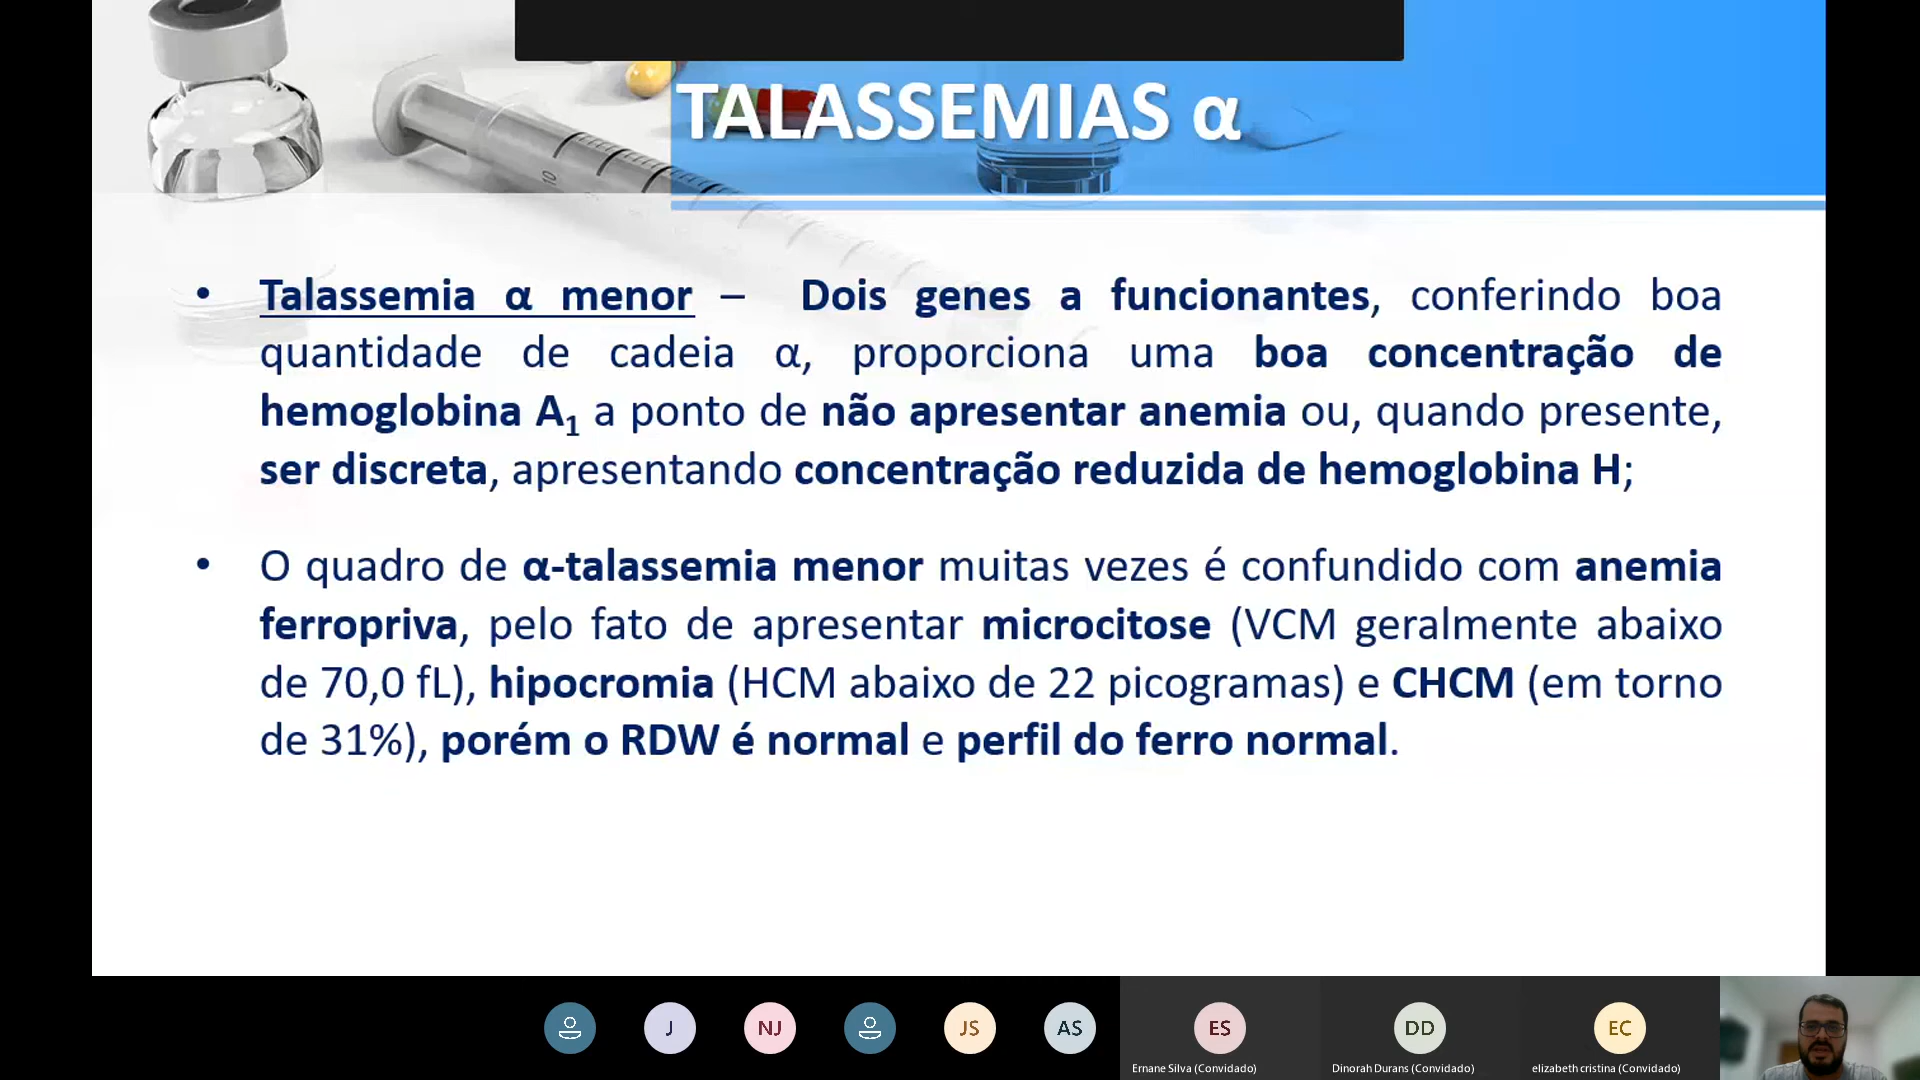 TALASSEMIAS α
• Talassemia α menor – Dois genes a funcionantes, conferindo boa
quantidade de cadeia α, proporciona uma boa concentração de
hemoglobina A₁ a ponto de não apresentar anemia ou, quando presente,
ser discreta, apresentando concentração reduzida de hemoglobina H;
• O quadro de α-talassemia menor muitas vezes é confundido com anemia
ferropriva, pelo fato de apresentar microcitose (VCM geralmente abaixo
de 70,0 fL), hipocromia (HCM abaixo de 22 picogramas) e CHCM (em torno
de 31%), porém o RDW é normal e perfil do ferro normal.
10
J NJ JS AS ES DD EC
Ernane Silva (Convidado) Dinorah Durans (Convidado) elizabeth cristina (Convidado)